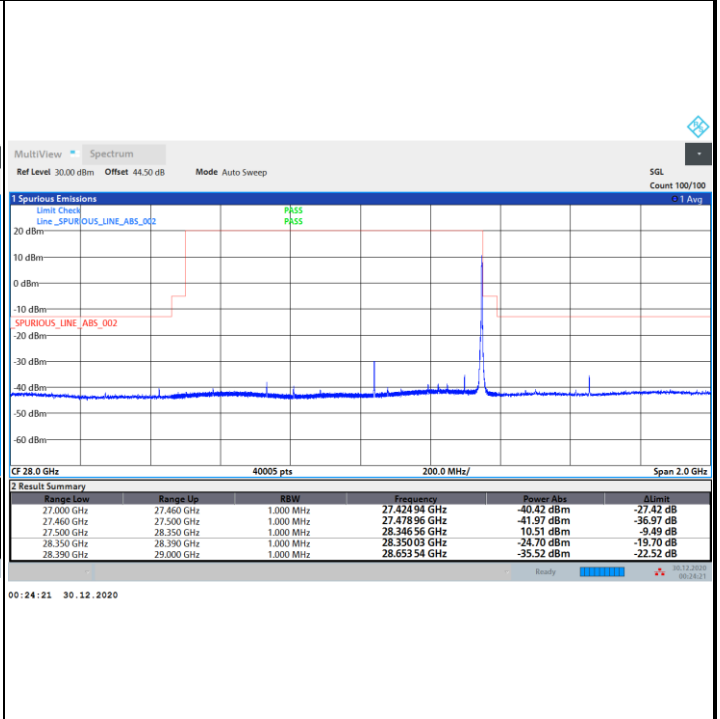 MultiView Spectrum
Ref Level 30.00 dBm Offset 44.50 dB Mode Auto Sweep SGL
Count 100/100
1 Spurious Emissions 1 Avg
Limit Check PASS
Line _SPURIOUS_LINE_ABS_002 PASS
20 dBm
10 dBm
0 dBm
-10 dBm
_SPURIOUS_LINE_ABS_002
-20 dBm
-30 dBm
-40 dBm
-50 dBm
-60 dBm
CF 28.0 GHz 40005 pts 200.0 MHz/ Span 2.0 GHz
2 Result Summary
Range Low Range Up RBW Frequency Power Abs ΔLimit
27.000 GHz 27.460 GHz 1.000 MHz 27.424 94 GHz -40.42 dBm -27.42 dB
27.460 GHz 27.500 GHz 1.000 MHz 27.478 96 GHz -41.97 dBm -36.97 dB
27.500 GHz 28.350 GHz 1.000 MHz 28.346 56 GHz 10.51 dBm -9.49 dB
28.350 GHz 28.390 GHz 1.000 MHz 28.350 03 GHz -24.70 dBm -19.70 dB
28.390 GHz 29.000 GHz 1.000 MHz 28.653 54 GHz -35.52 dBm -22.52 dB
Ready 30.12.2020
00:24:21
00:24:21 30.12.2020